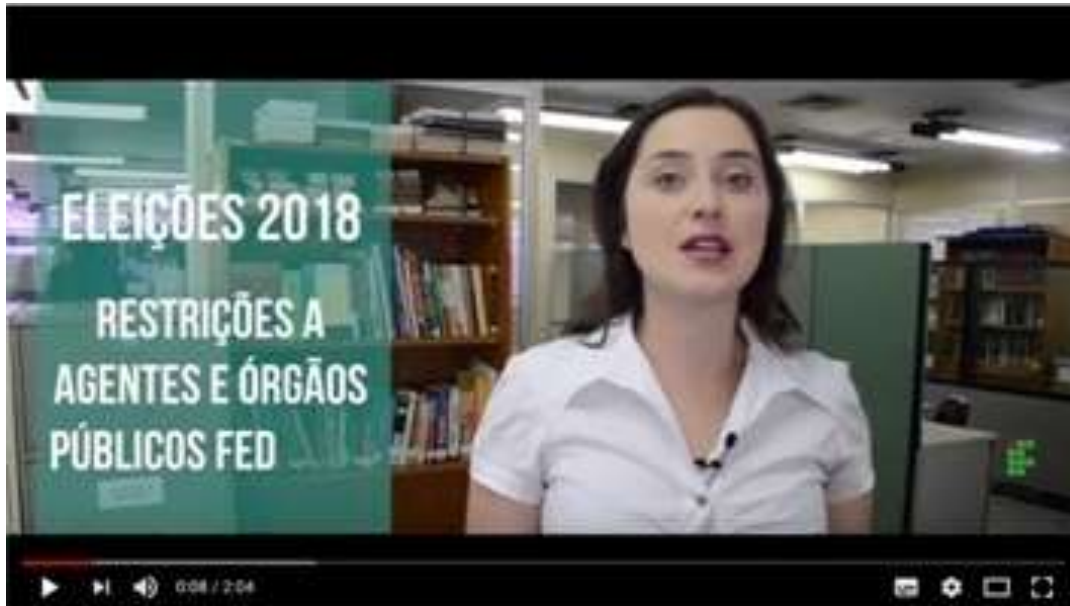 ELEIÇÕES 2018
RESTRIÇÕES A
AGENTES E ÓRGÃOS
PÚBLICOS FED
0:08 / 2:04